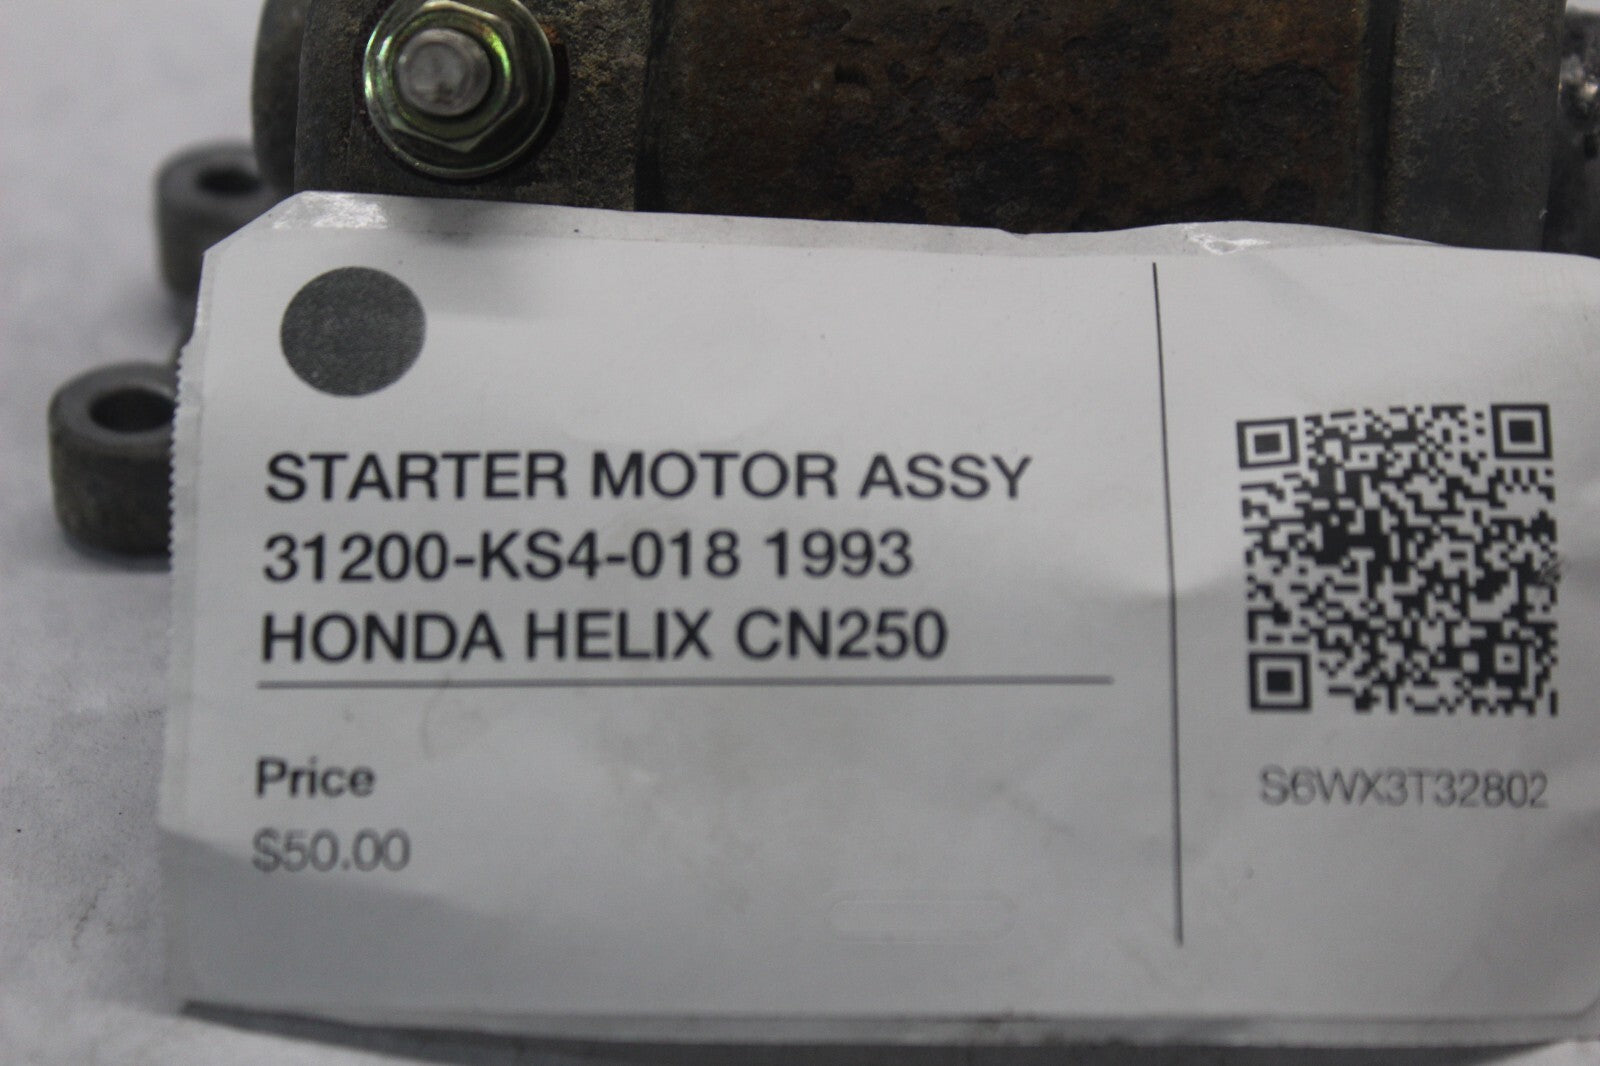 STARTER MOTOR ASSY
31200-KS4-018 1993
HONDA HELIX CN250
Price
$50.00
S6WX3T32802